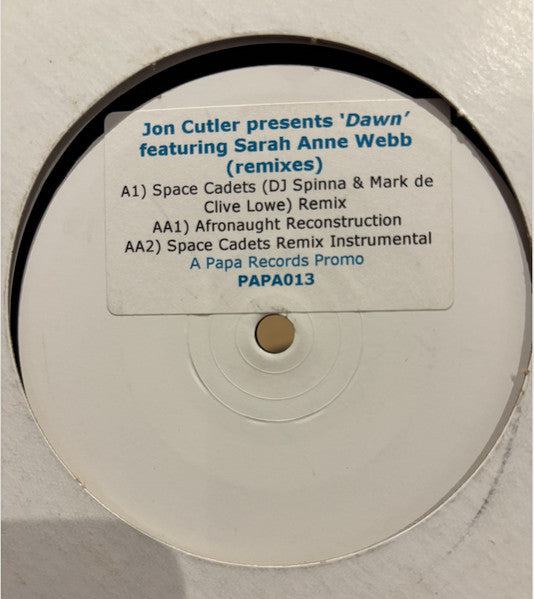 Jon Cutler presents ‘Dawn’
featuring Sarah Anne Webb
(remixes)
A1) Space Cadets (DJ Spinna & Mark de
Clive Lowe) Remix
AA1) Afronaught Reconstruction
AA2) Space Cadets Remix Instrumental
A Papa Records Promo
PAPA013